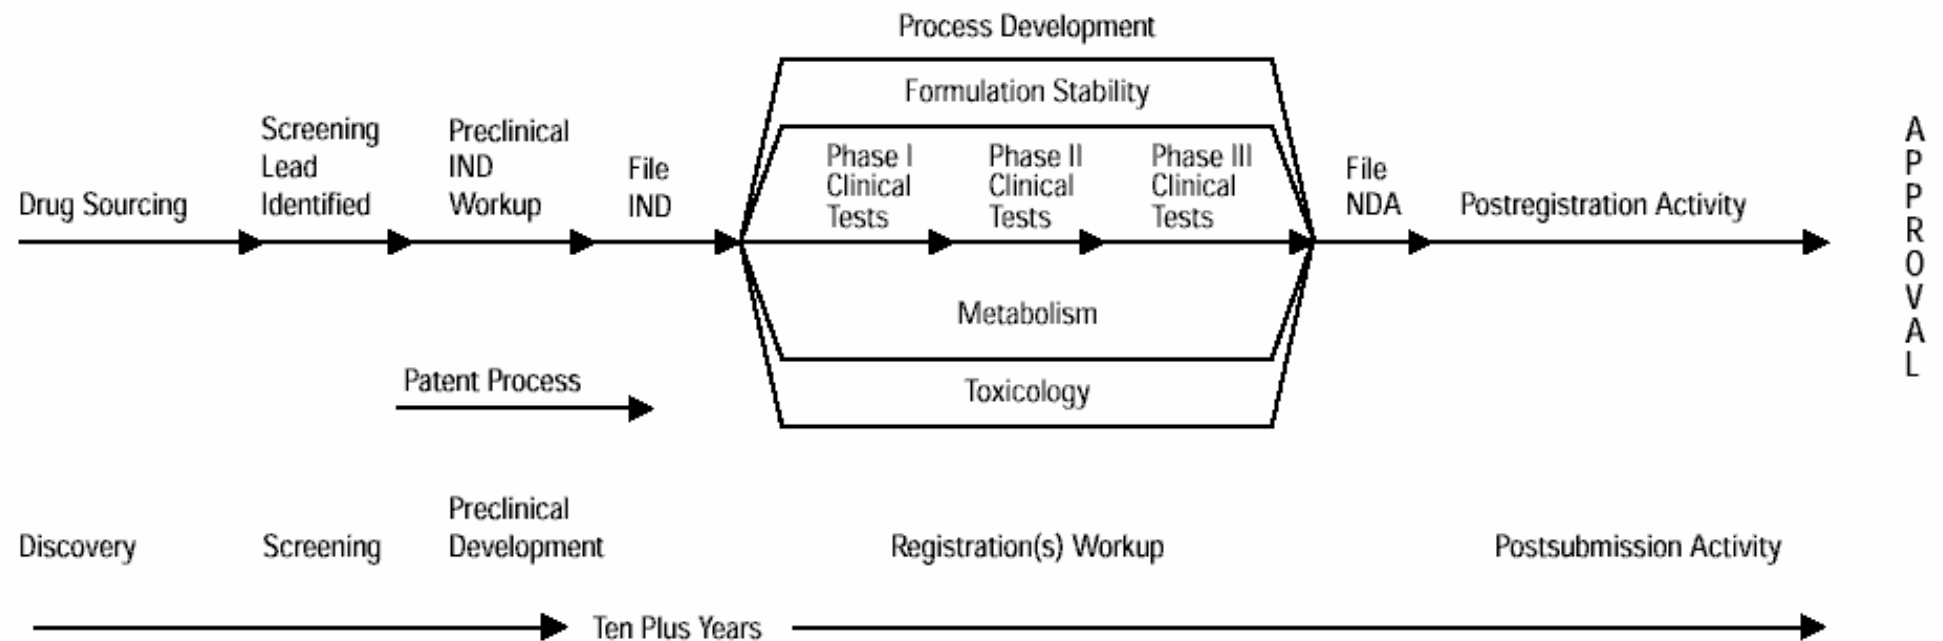 Process Development
Formulation Stability
Screening
Lead
Identified
Preclinical
IND
Workup
File
IND
Phase I
Clinical
Tests
Phase II
Clinical
Tests
Phase III
Clinical
Tests
File
NDA
Drug Sourcing
Postregistration Activity
APPROVAL
Metabolism
Patent Process
Toxicology
Discovery
Screening
Preclinical
Development
Registration(s) Workup
Postsubmission Activity
Ten Plus Years